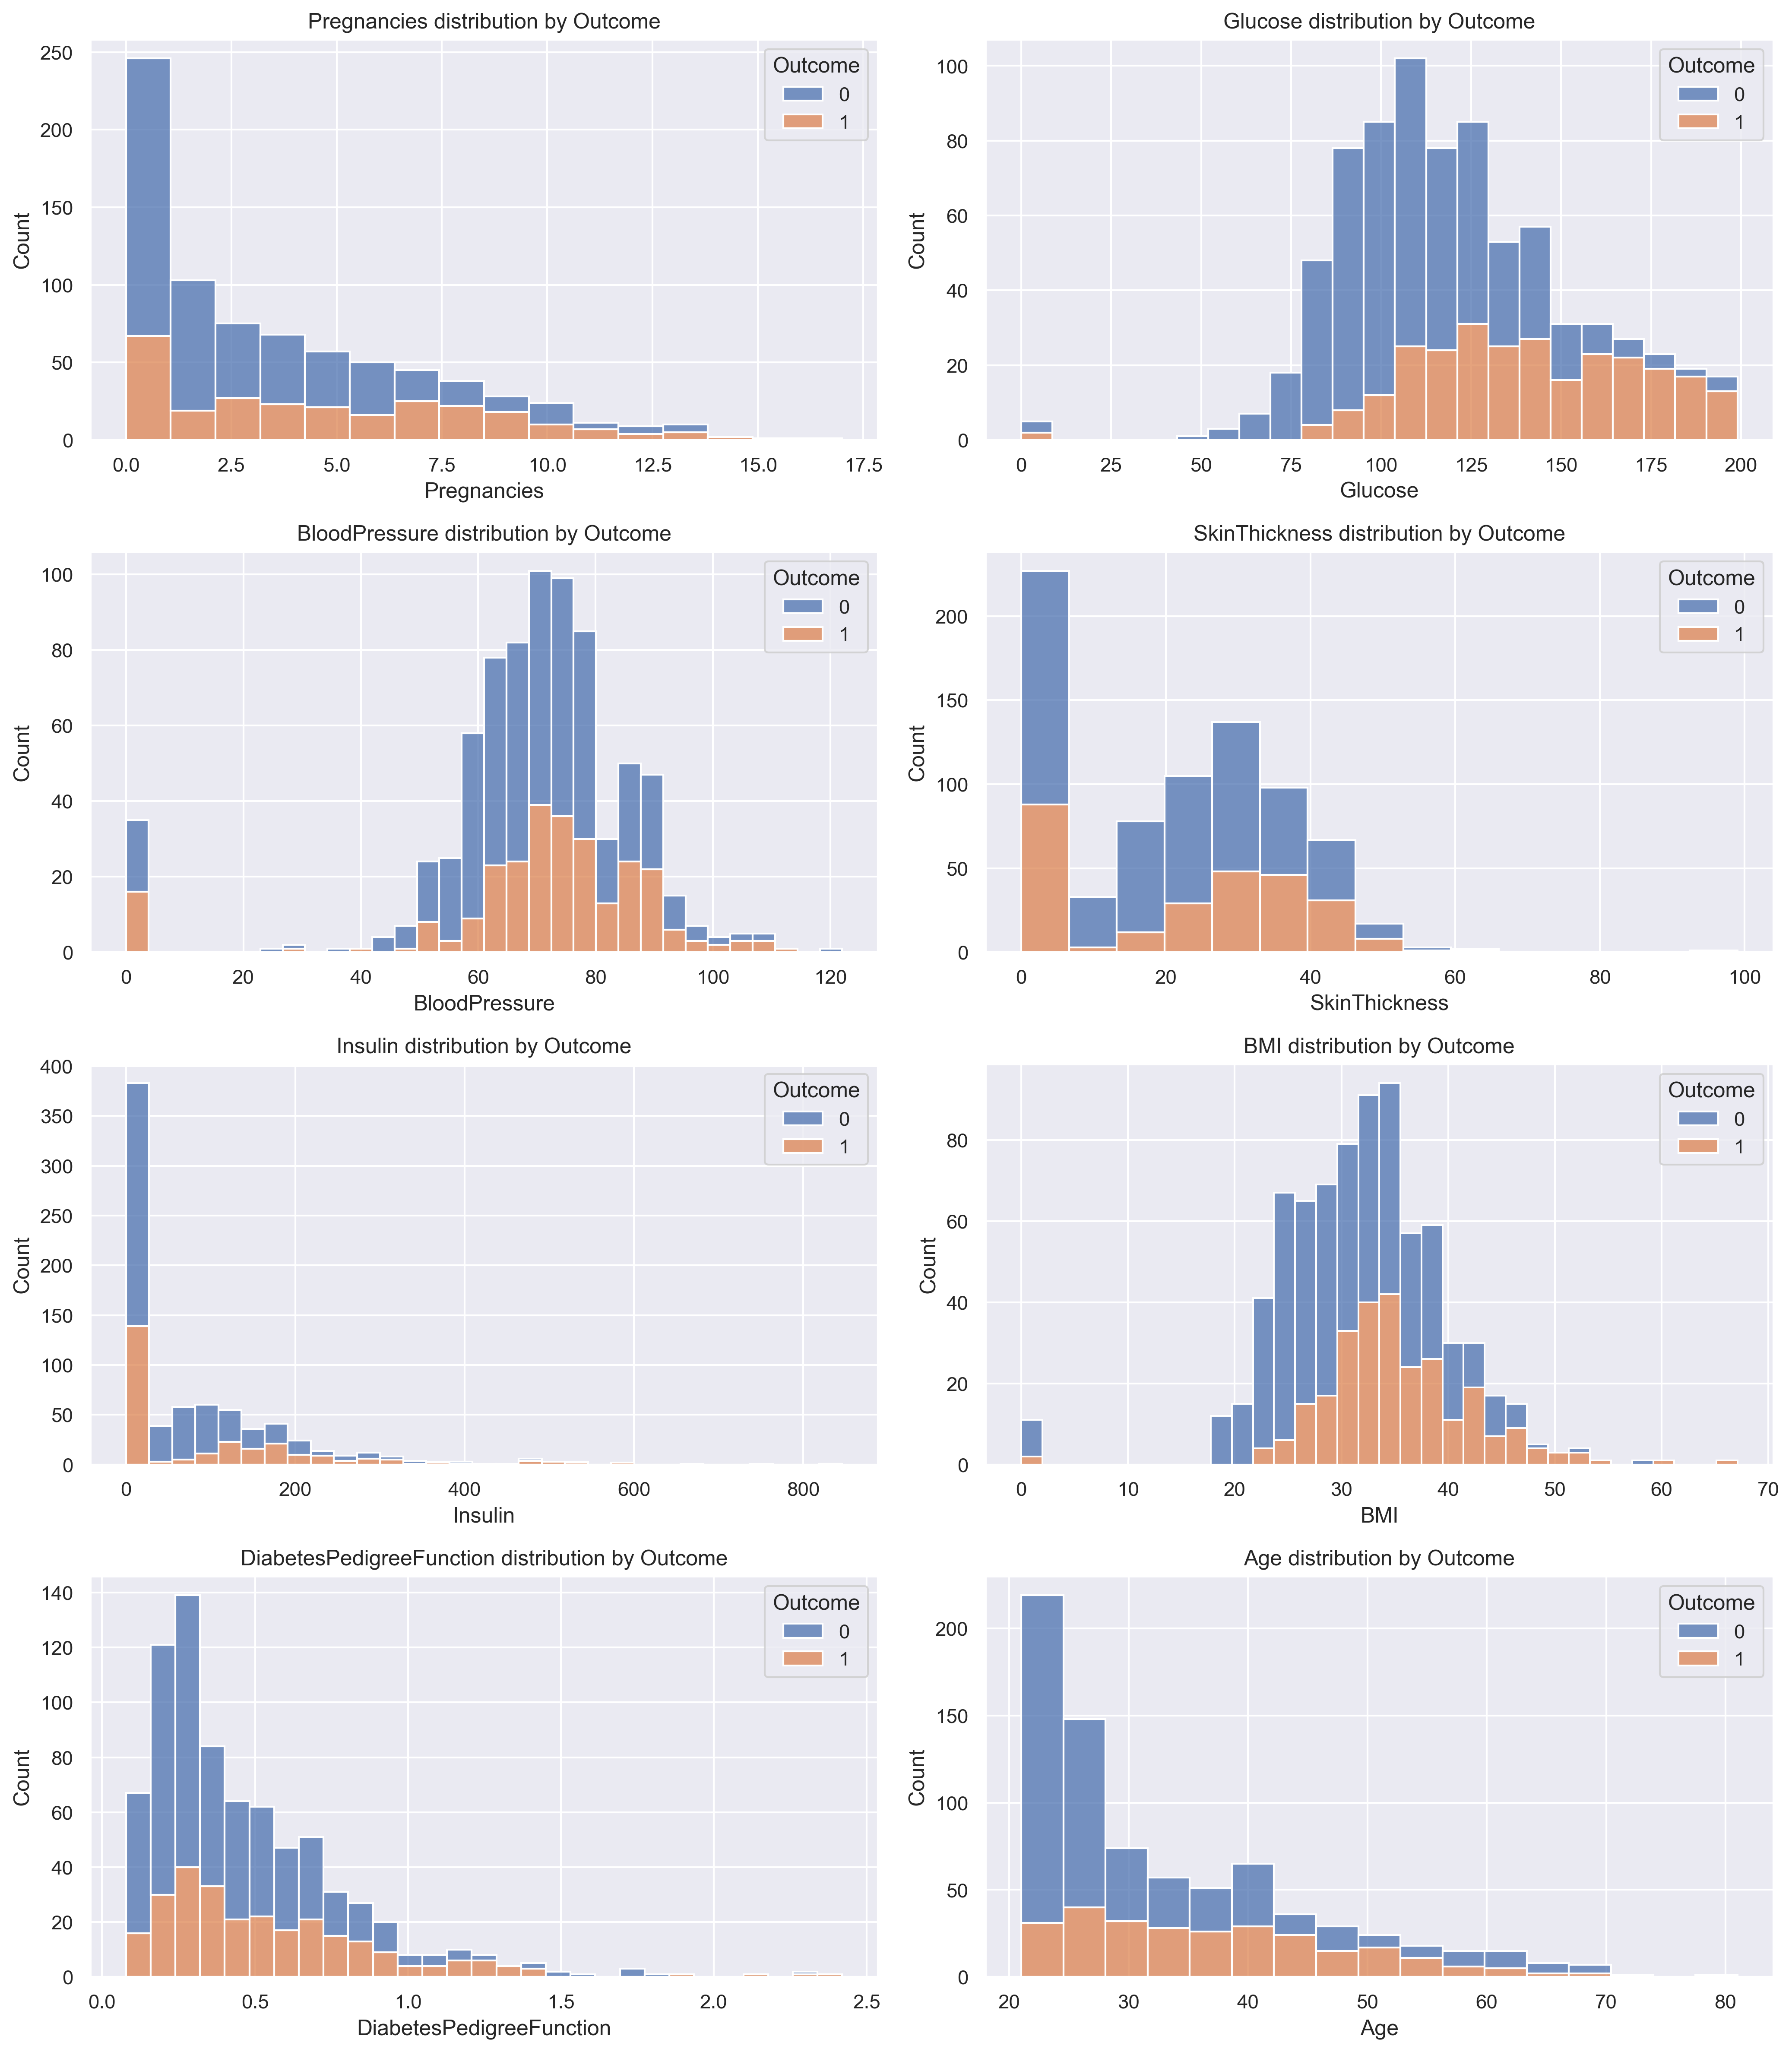 Pregnancies distribution by Outcome
250
200
150
100
50
0
Count
0.0 2.5 5.0 7.5 10.0 12.5 15.0 17.5
Pregnancies
Outcome
0
1
Glucose distribution by Outcome
100
80
60
40
20
0
Count
0 25 50 75 100 125 150 175 200
Glucose
Outcome
0
1
BloodPressure distribution by Outcome
100
80
60
40
20
0
Count
0 20 40 60 80 100 120
BloodPressure
Outcome
0
1
SkinThickness distribution by Outcome
200
150
100
50
0
Count
0 20 40 60 80 100
SkinThickness
Outcome
0
1
Insulin distribution by Outcome
400
350
300
250
200
150
100
50
0
Count
0 200 400 600 800
Insulin
Outcome
0
1
BMI distribution by Outcome
80
60
40
20
0
Count
0 10 20 30 40 50 60 70
BMI
Outcome
0
1
DiabetesPedigreeFunction distribution by Outcome
140
120
100
80
60
40
20
0
Count
0.0 0.5 1.0 1.5 2.0 2.5
DiabetesPedigreeFunction
Outcome
0
1
Age distribution by Outcome
200
150
100
50
0
Count
20 30 40 50 60 70 80
Age
Outcome
0
1